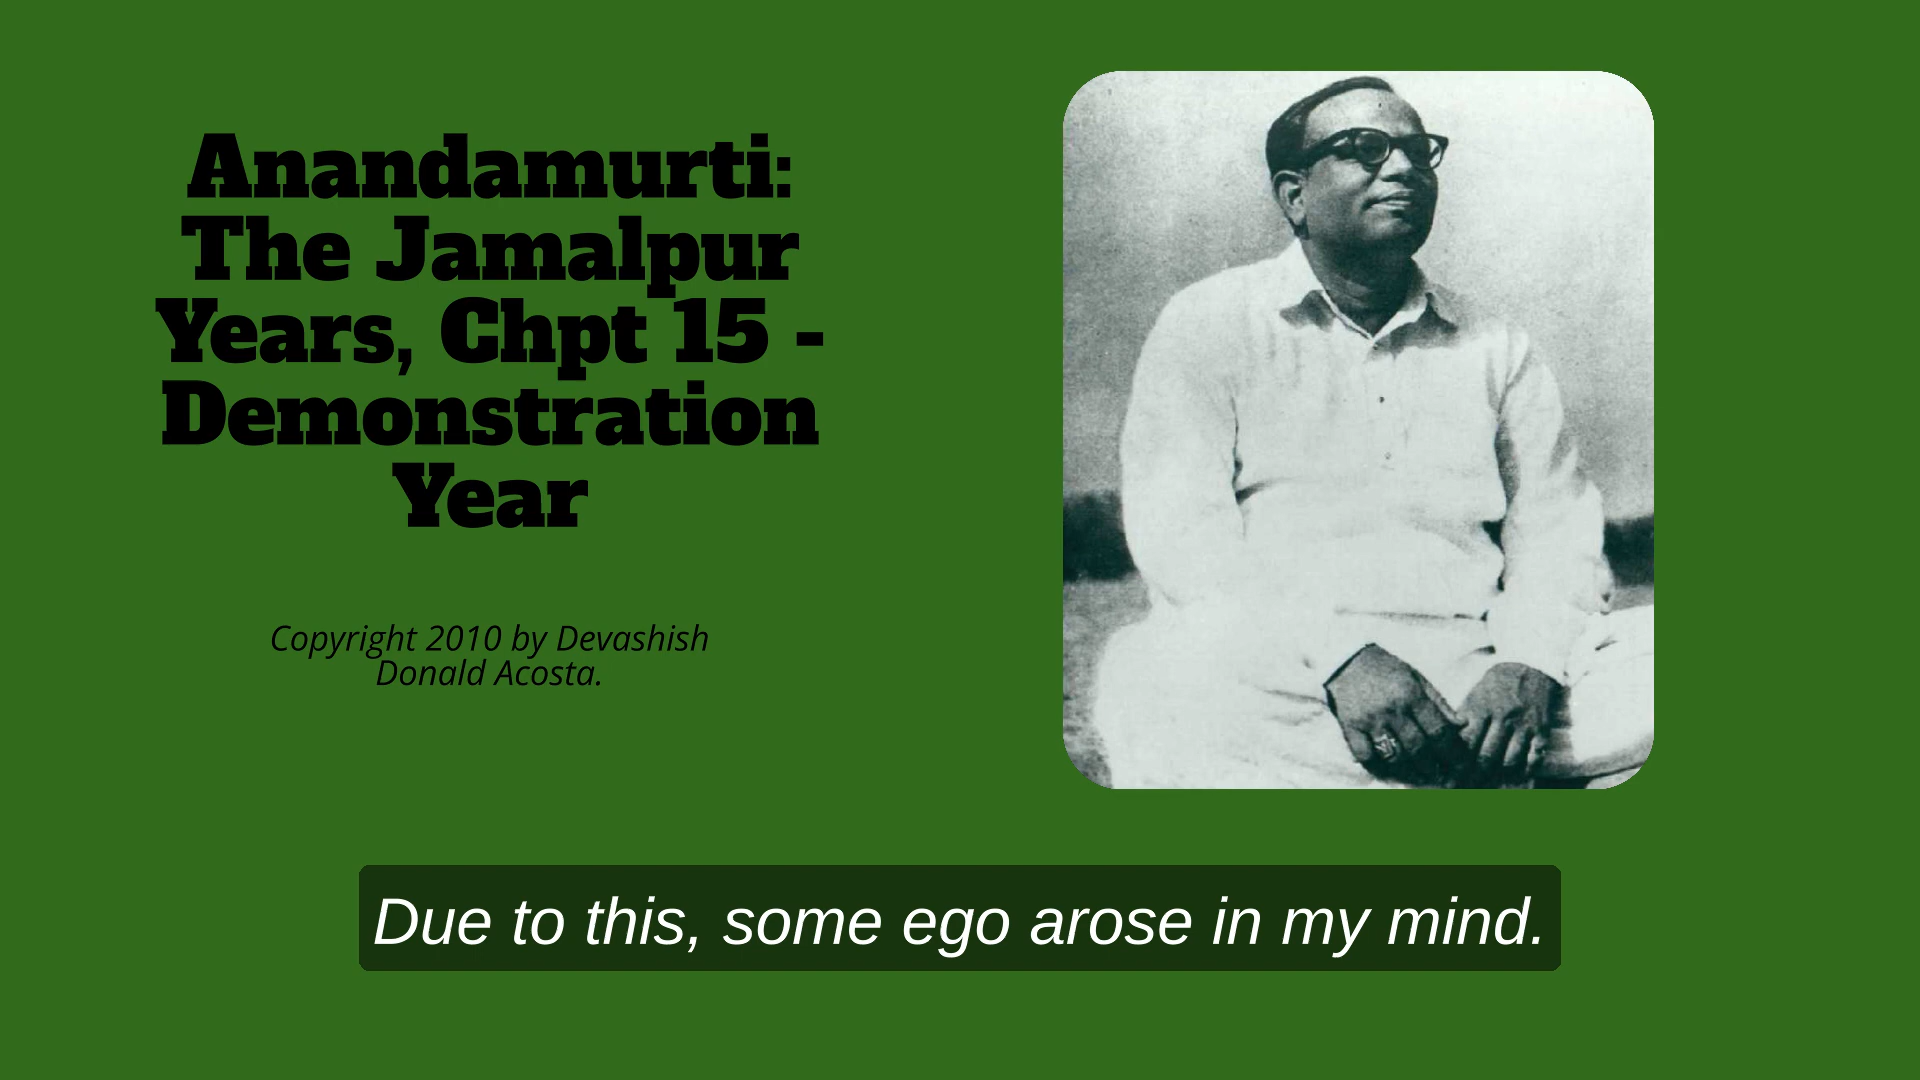 Anandamurti:
The Jamalpur
Years, Chpt 15 -
Demonstration
Year
Copyright 2010 by Devashish
Donald Acosta.
Due to this, some ego arose in my mind.